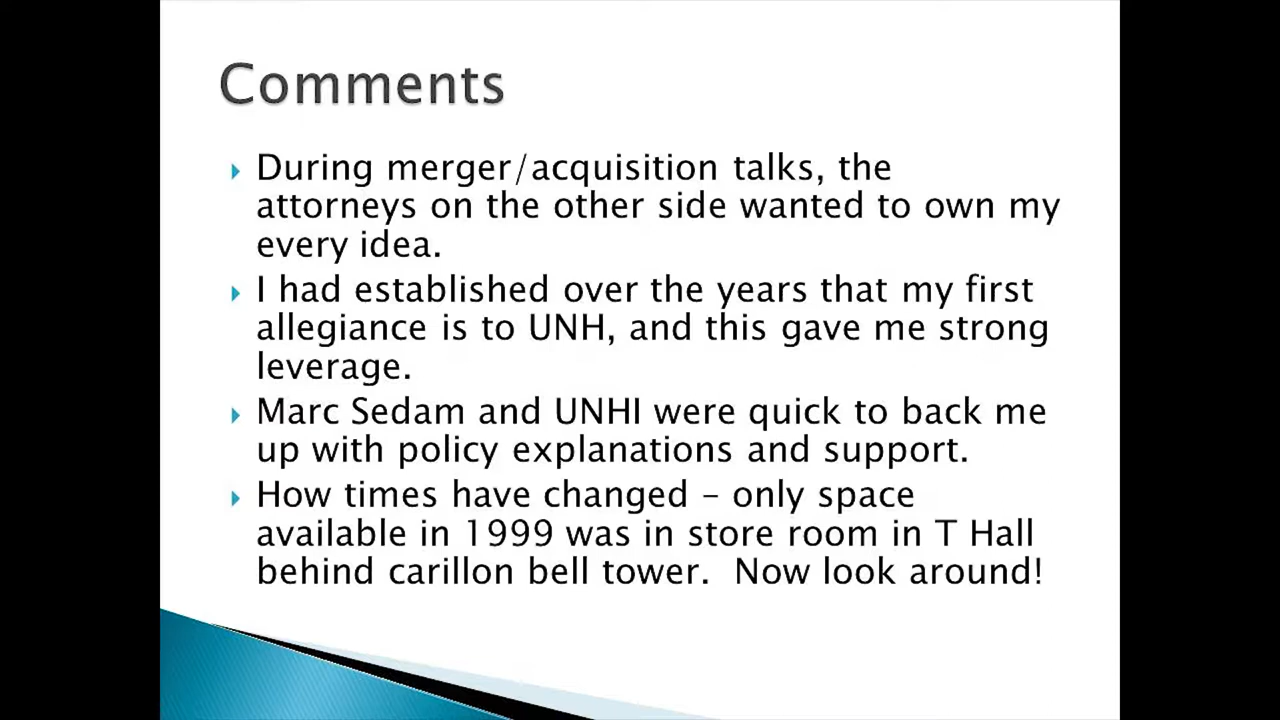 Comments
During merger/acquisition talks, the
attorneys on the other side wanted to own my
every idea.
I had established over the years that my first
allegiance is to UNH, and this gave me strong
leverage.
Marc Sedam and UNHI were quick to back me
up with policy explanations and support.
How times have changed – only space
available in 1999 was in store room in T Hall
behind carillon bell tower.  Now look around!